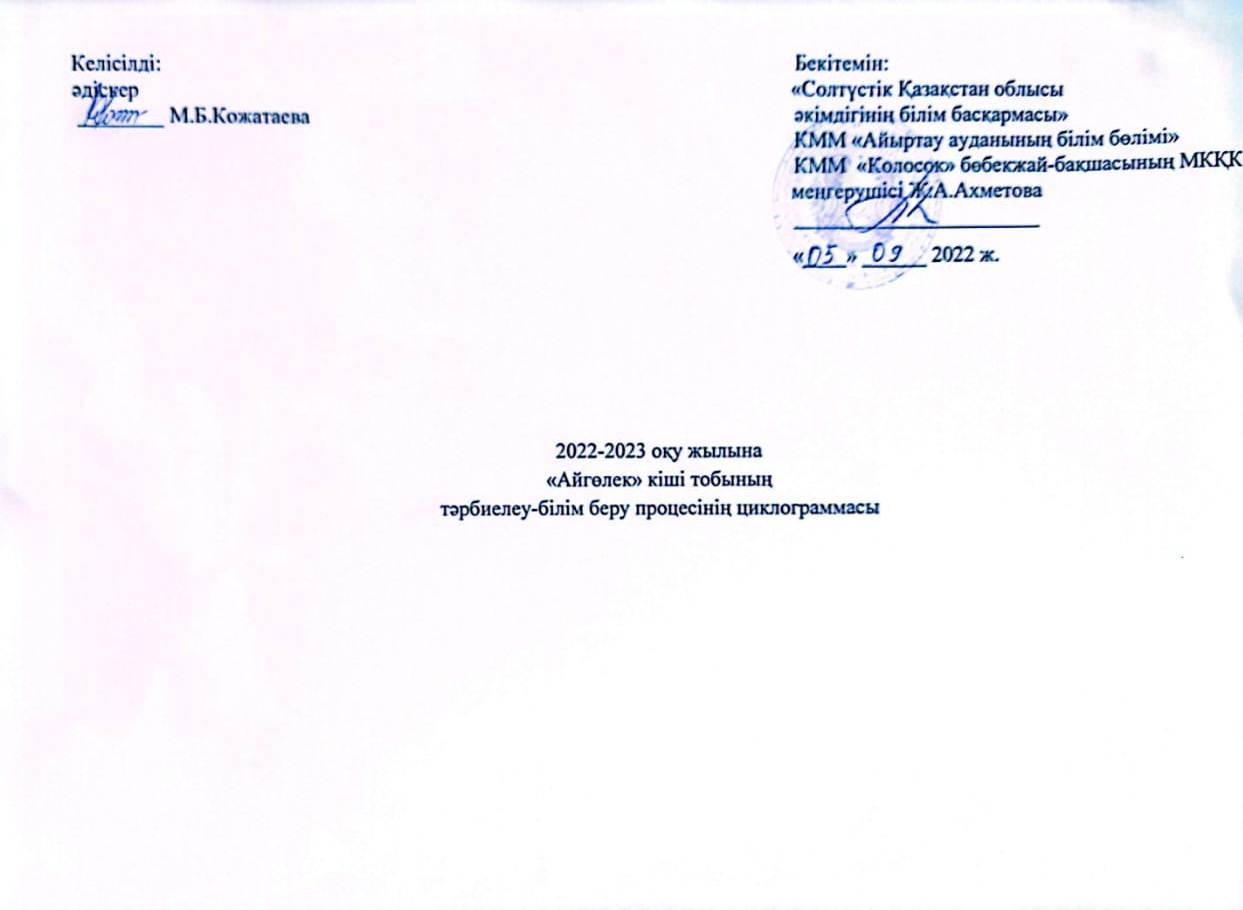 Келісілді:
әдіскер
________ М.Б.Кожатаева
Бекітемін:
«Солтүстік Қазақстан облысы
әкімдігінің білім басқармасы»
КММ «Айыртау ауданының білім бөлімі»
КММ «Колосок» бөбекжай-бақшасының МКҚК
меңгерушісі Ж.А.Ахметова
«05» 09 2022 ж.
2022-2023 оқу жылына
«Айгөлек» кіші тобының
тәрбиелеу-білім беру процесінің циклограммасы